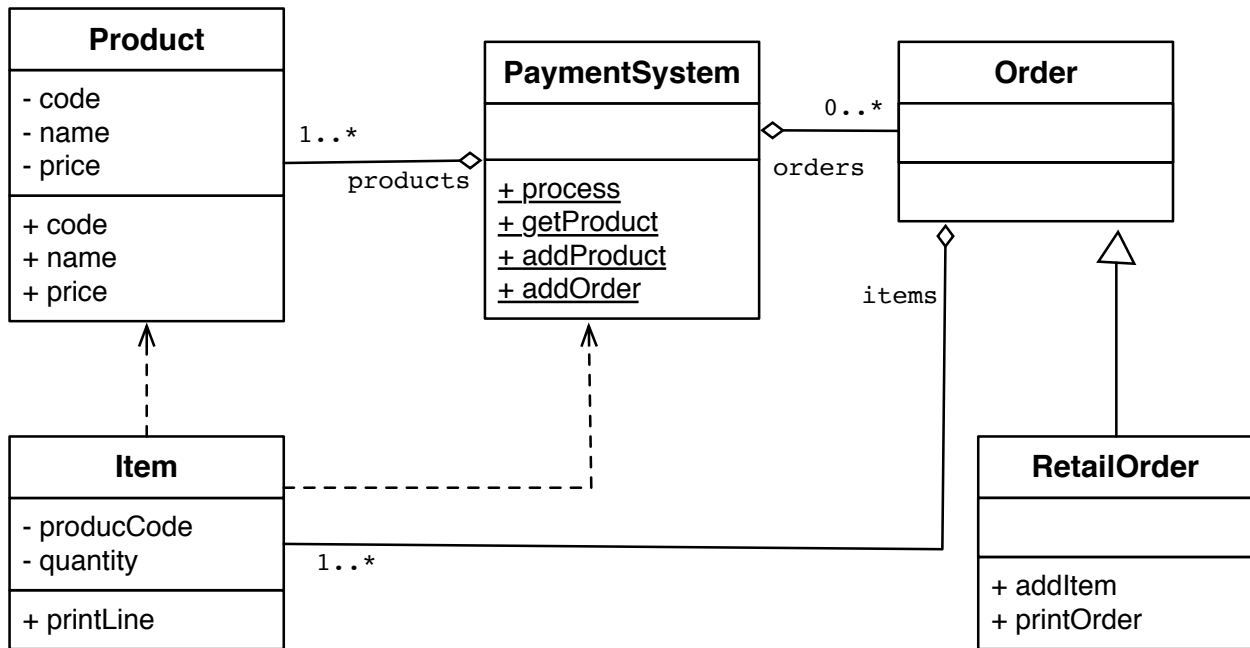 Product
- code
- name
- price
+ code
+ name
+ price
1..*
products
PaymentSystem
+ process
+ getProduct
+ addProduct
+ addOrder
0..*
orders
Order
items
Item
- producCode
- quantity
+ printLine
1..*
RetailOrder
+ addItem
+ printOrder